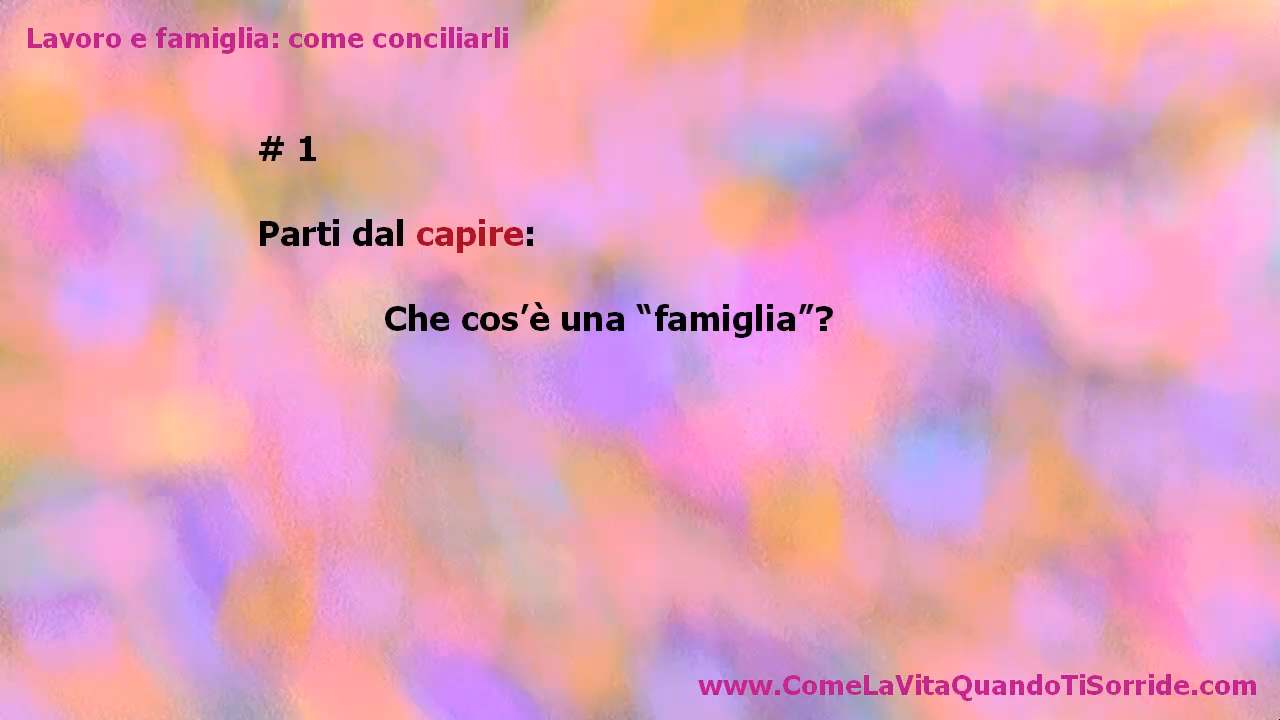 Lavoro e famiglia: come conciliarli
# 1
Parti dal capire:
Che cos’è una “famiglia”?
www.ComeLaVitaQuandoTiSorride.com